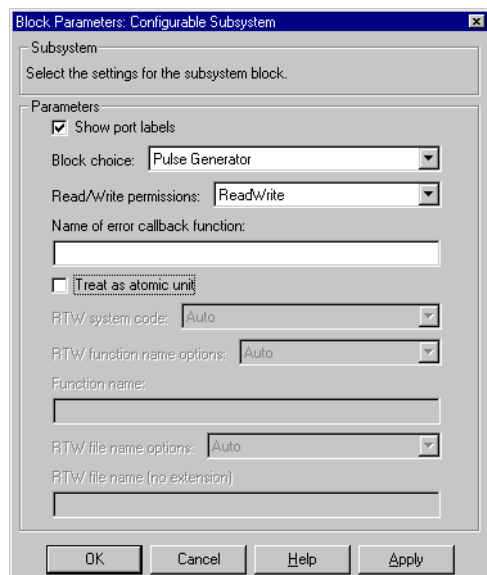 Block Parameters: Configurable Subsystem
Subsystem
Select the settings for the subsystem block.
Parameters
Show port labels
Block choice: Pulse Generator
Read/Write permissions: ReadWrite
Name of error callback function:
Treat as atomic unit
RTW system code: Auto
RTW function name options: Auto
Function name:
RTW file name options: Auto
RTW file name (no extension)
OK Cancel Help Apply